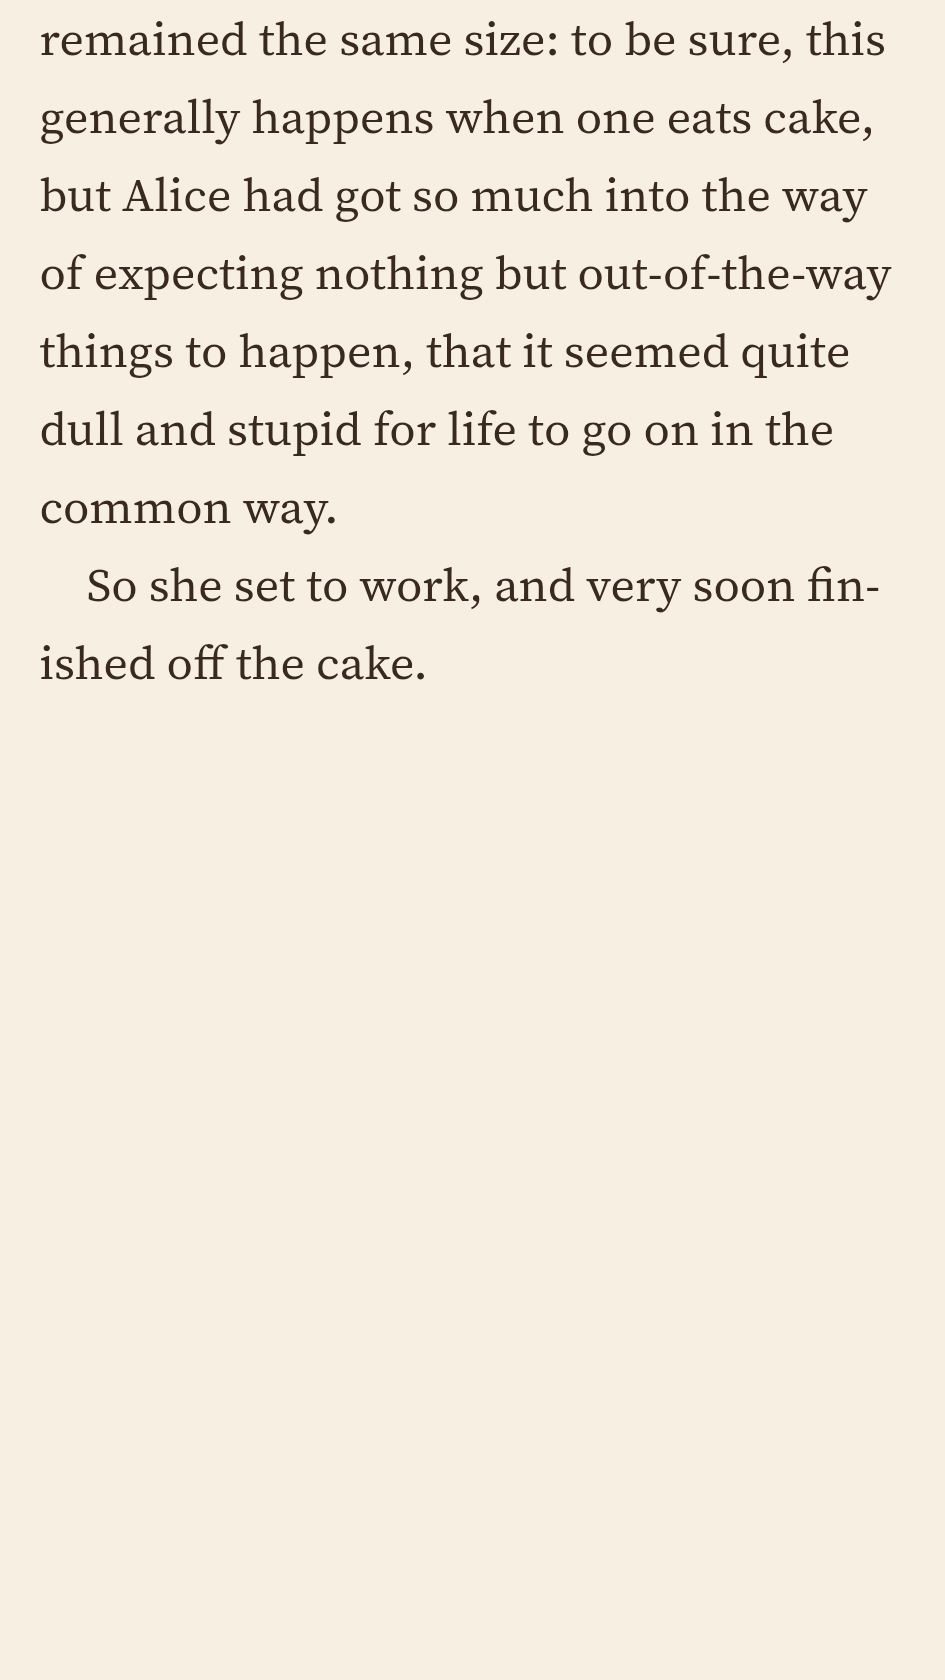 remained the same size: to be sure, this
generally happens when one eats cake,
but Alice had got so much into the way
of expecting nothing but out-of-the-way
things to happen, that it seemed quite
dull and stupid for life to go on in the
common way.
So she set to work, and very soon fin-
ished off the cake.